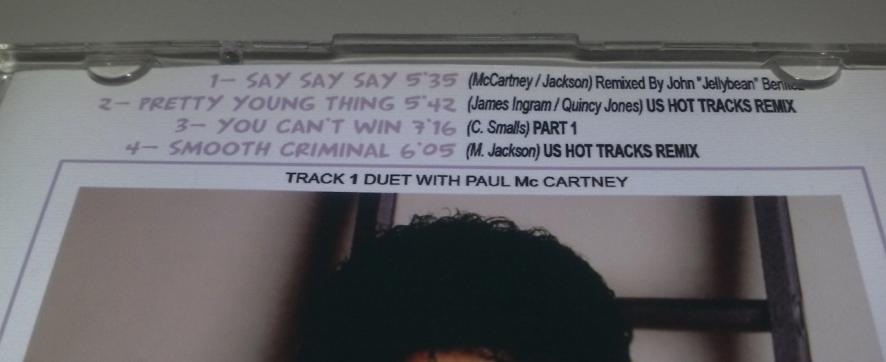 1- SAY SAY SAY 5'35 (McCartney / Jackson) Remixed By John "Jellybean"
2- PRETTY YOUNG THING 5'42 (James Ingram / Quincy Jones) US HOT TRACKS REMIX
3- YOU CAN'T WIN 7'16 (C. Smalls) PART 1
4- SMOOTH CRIMINAL 6'05 (M. Jackson) US HOT TRACKS REMIX
TRACK 1 DUET WITH PAUL Mc CARTNEY